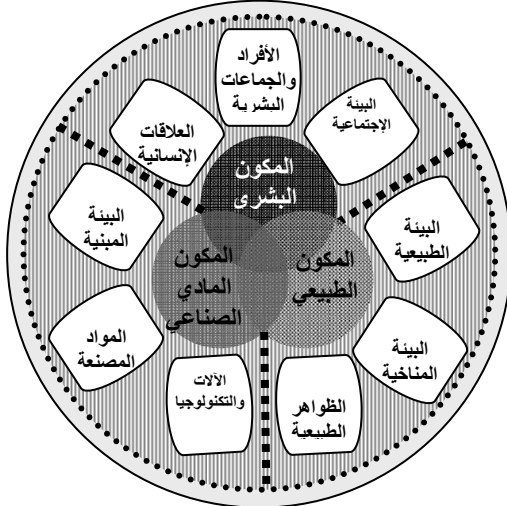 الأفراد
والجماعات
البشرية
البيئة
الإجتماعية
العلاقات
الإنسانية
المكون
البشرى
البيئة
المبنية
البيئة
الطبيعية
المكون
المادي
الصناعي
المكون
الطبيعي
المواد
المصنعة
البيئة
المناخية
الآلات
والتكنولوجيا
الظواهر
الطبيعية